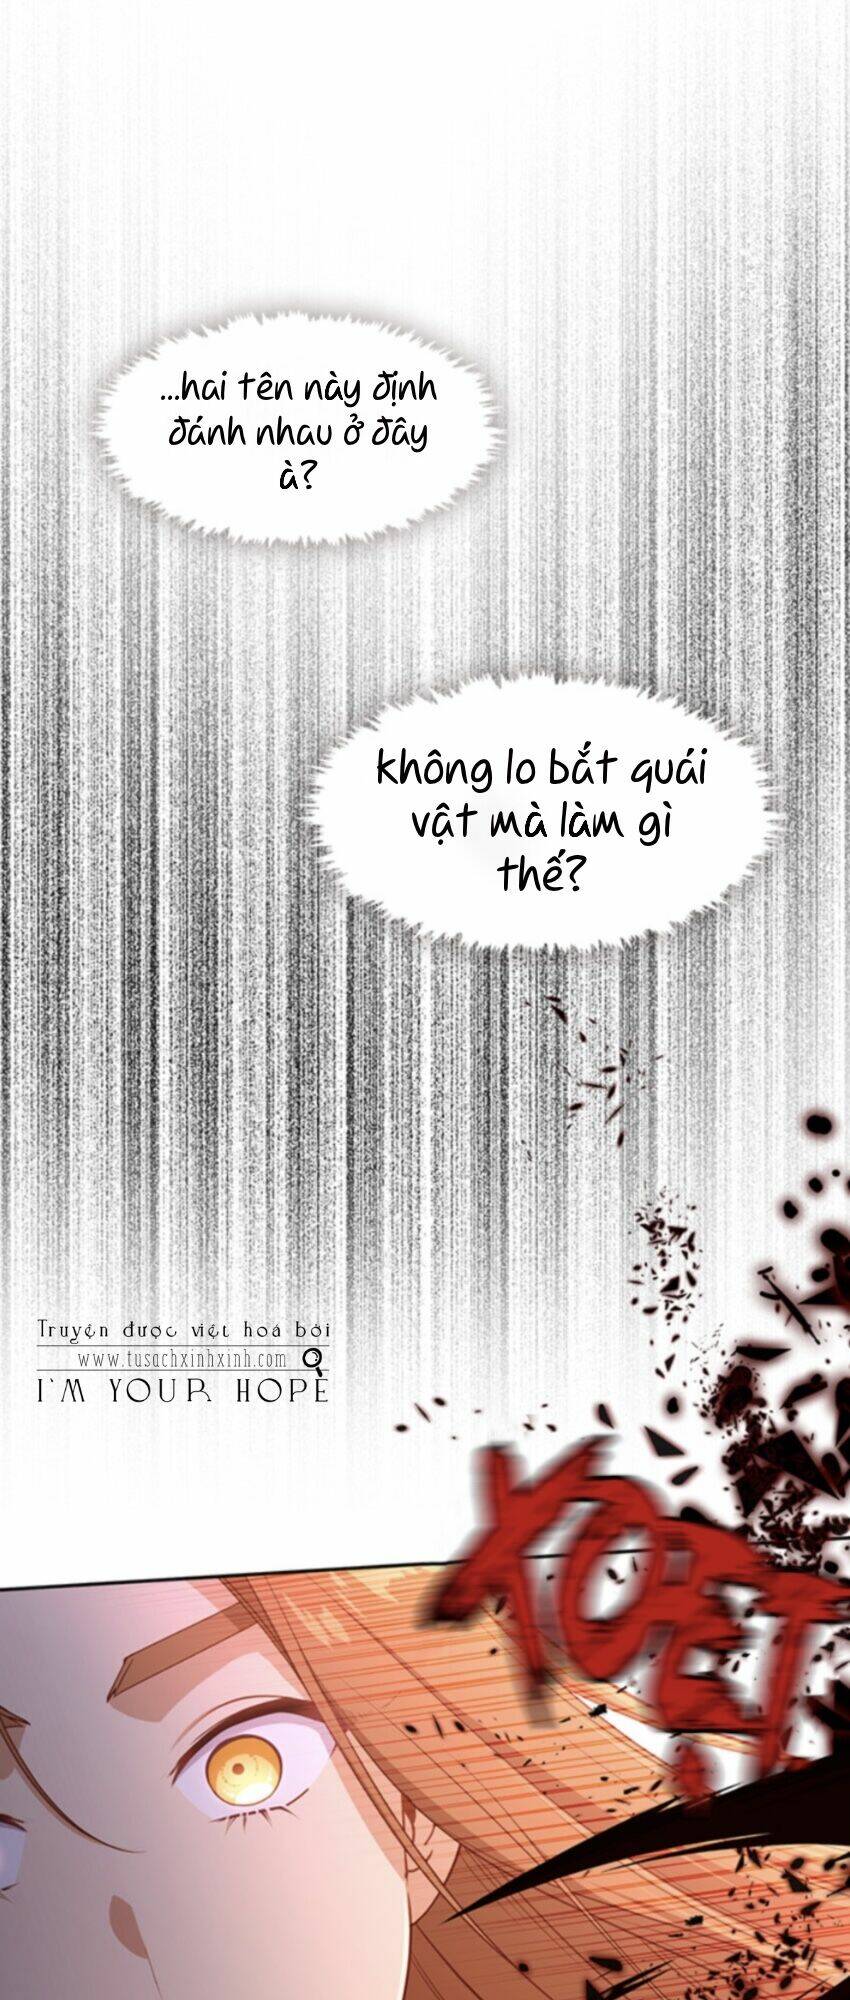 ...hai tên này định
đánh nhau ở đây
à?
không lo bắt quái
vật mà làm gì
thế?
Truyện được việt hoá bởi
www.tusachxinhxinh.com
I'M YOUR HOPE
XOẸT